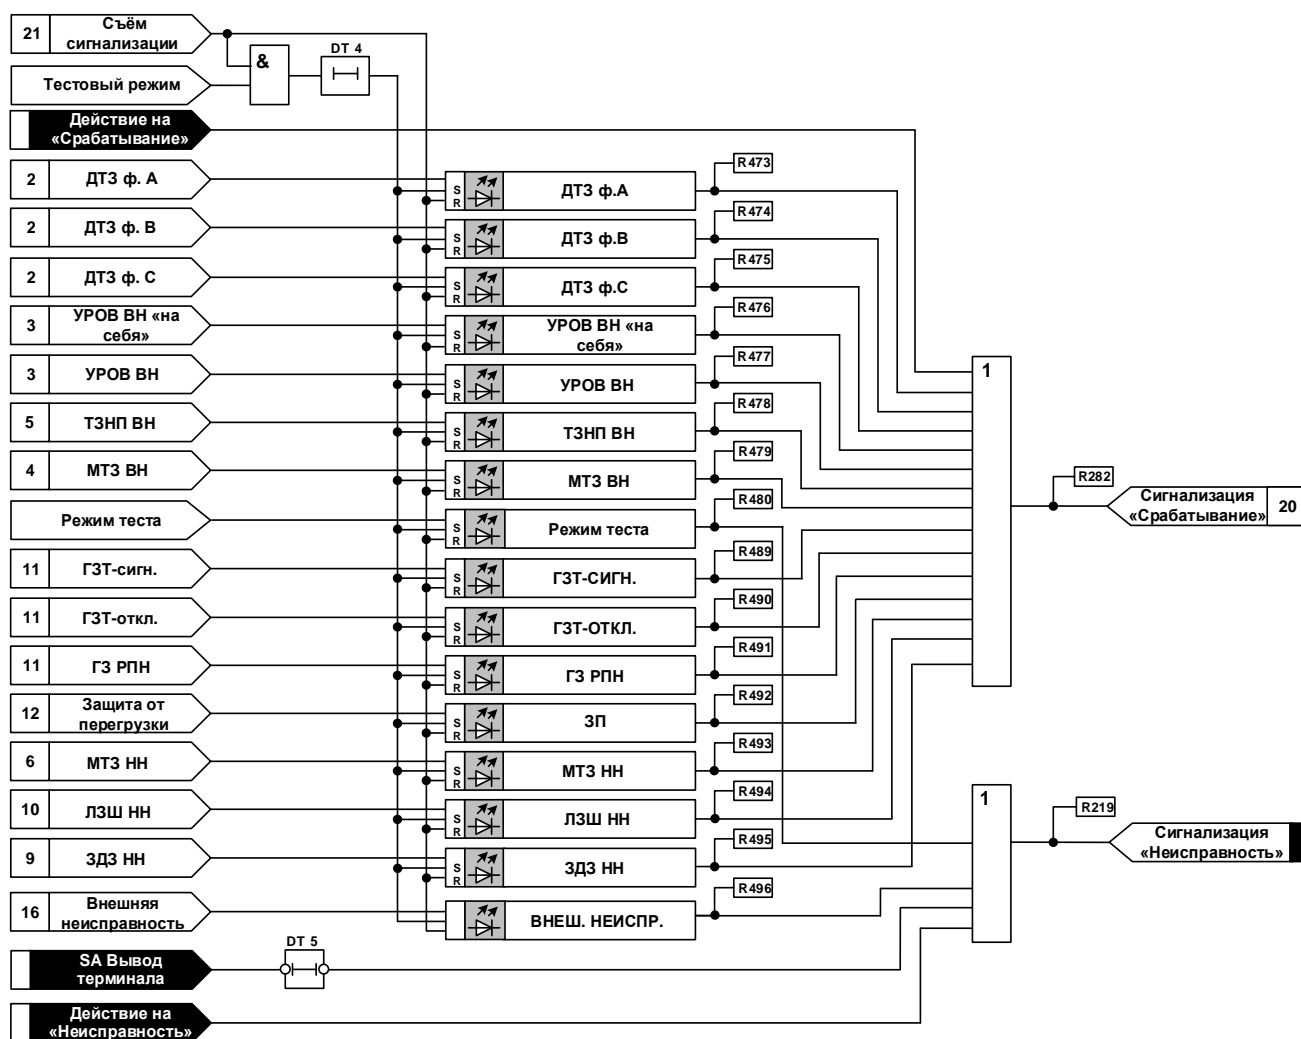 21
Съём
сигнализации
Тестовый режим
&
DT 4
Действие на
«Срабатывание»
2
ДТЗ ф. А
S
R
ДТЗ ф.А
R473
2
ДТЗ ф. В
S
R
ДТЗ ф.В
R474
2
ДТЗ ф. С
S
R
ДТЗ ф.С
R475
3
УРОВ ВН «на
себя»
S
R
УРОВ ВН «на
себя»
R476
3
УРОВ ВН
S
R
УРОВ ВН
R477
5
ТЗНП ВН
S
R
ТЗНП ВН
R478
4
МТЗ ВН
S
R
МТЗ ВН
R479
Режим теста
S
R
Режим теста
R480
11
ГЗТ-сигн.
S
R
ГЗТ-СИГН.
R489
11
ГЗТ-откл.
S
R
ГЗТ-ОТКЛ.
R490
11
ГЗ РПН
S
R
ГЗ РПН
R491
12
Защита от
перегрузки
S
R
ЗП
R492
6
МТЗ НН
S
R
МТЗ НН
R493
10
ЛЗШ НН
S
R
ЛЗШ НН
R494
9
ЗДЗ НН
S
R
ЗДЗ НН
R495
16
Внешняя
неисправность
ВНЕШ. НЕИСПР.
R496
SA Вывод
терминала
DT 5
Действие на
«Неисправность»
1
R282
Сигнализация
«Срабатывание»
20
1
R219
Сигнализация
«Неисправность»